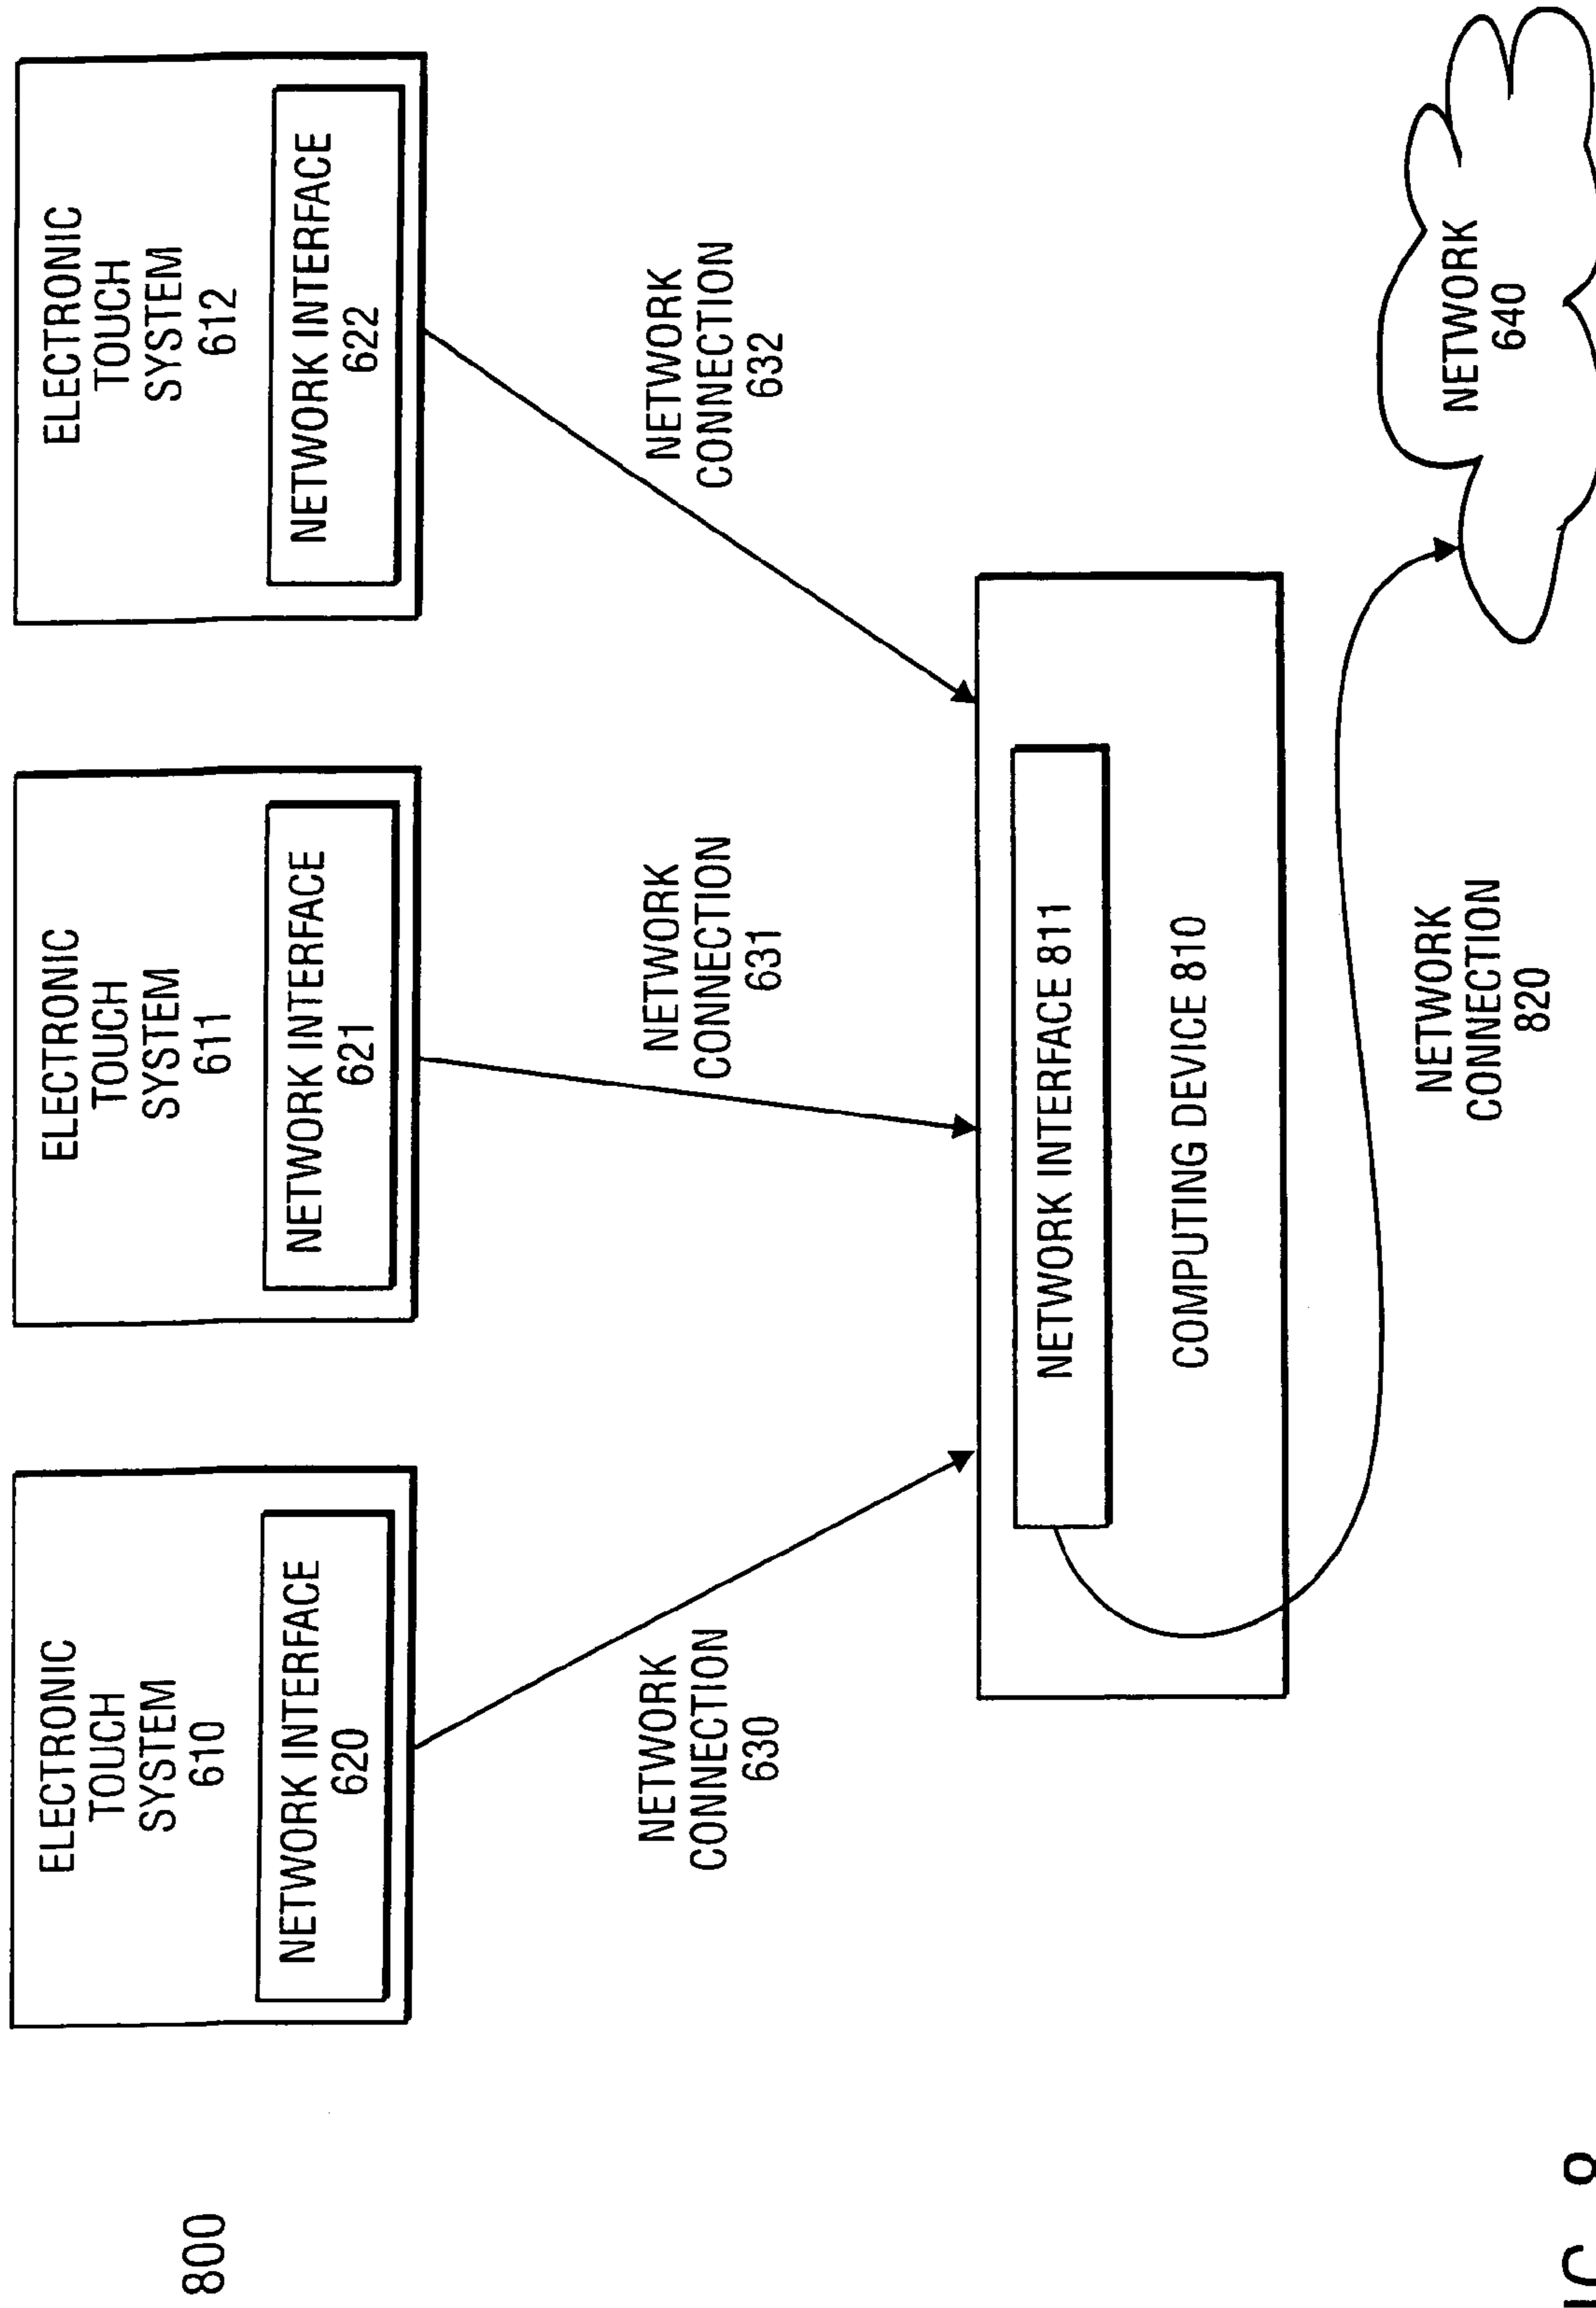 800
ELECTRONIC
TOUCH
SYSTEM
610
NETWORK INTERFACE
620
ELECTRONIC
TOUCH
SYSTEM
611
NETWORK INTERFACE
621
ELECTRONIC
TOUCH
SYSTEM
612
NETWORK INTERFACE
622
NETWORK
CONNECTION
630
NETWORK
CONNECTION
631
NETWORK
CONNECTION
632
NETWORK INTERFACE 811
COMPUTING DEVICE 810
NETWORK
CONNECTION
820
NETWORK
640